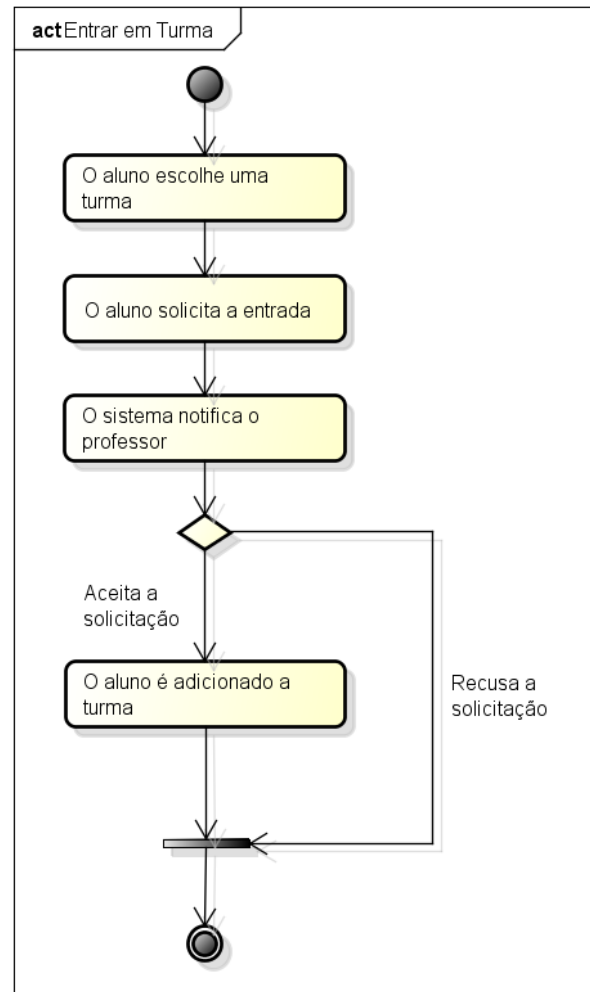 act Entrar em Turma
O aluno escolhe uma
turma
O aluno solicita a entrada
O sistema notifica o
professor
Aceita a
solicitação
O aluno é adicionado a
turma
Recusa a
solicitação